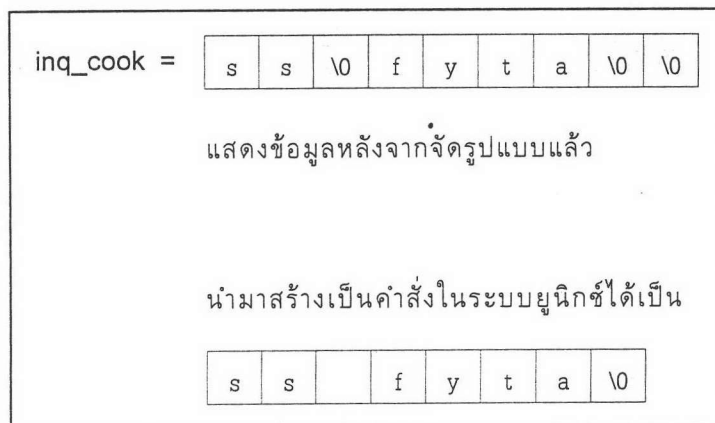 inq_cook = s s \0 f y t a \0 \0
แสดงข้อมูลหลังจากจัดรูปแบบแล้ว
นำมาสร้างเป็นคำสั่งในระบบยูนิกซ์ได้เป็น
s s f y t a \0